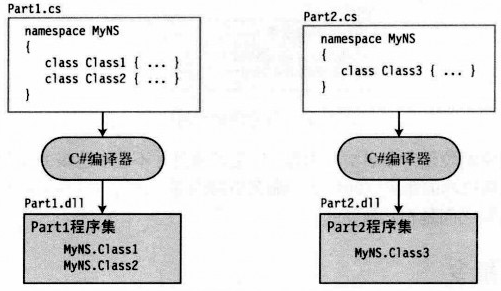 Part1.cs
namespace MyNS
{
class Class1 { ... }
class Class2 { ... }
}
C#编译器
Part1.dll
Part1程序集
MyNS.Class1
MyNS.Class2
Part2.cs
namespace MyNS
{
class Class3 { ... }
}
C#编译器
Part2.dll
Part2程序集
MyNS.Class3